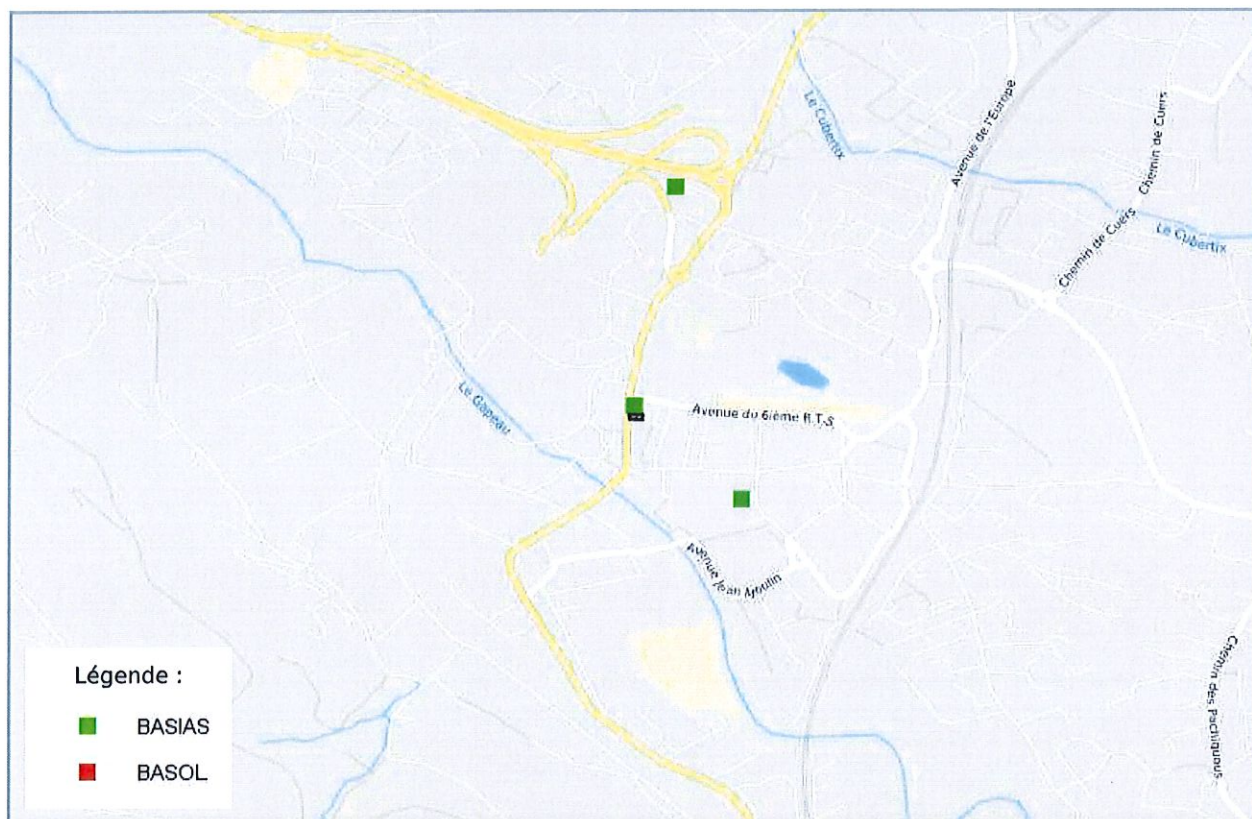 Le Cubertix
Avenue de l'Europe
Chemin de Cuers
Chemin de Cuers
Le Cubertix
Le Gapeau
Avenue du 6ième R.T.S.
Avenue Jean Moulin
Chemin des Pachiquous
Légende :
BASIAS
BASOL